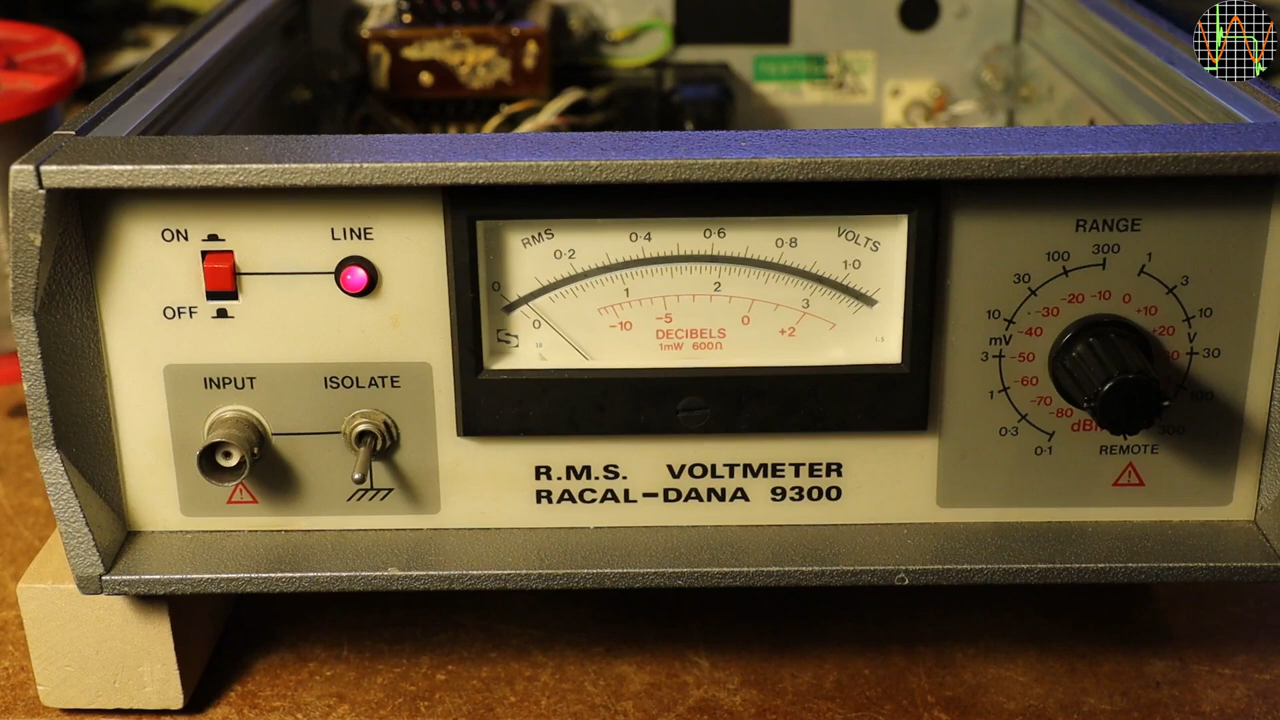 ON
LINE
OFF
INPUT
ISOLATE
RMS
VOLTS
0
0·2
0·4
0·6
0·8
1·0
0
1
2
3
-10
-5
0
+2
DECIBELS
1mW 600Ω
1.5
R.M.S. VOLTMETER
RACAL-DANA 9300
RANGE
0·1
0·3
1
3
mV
10
30
100
300
1
3
10
V
30
100
300
-80
-70
-60
-50
-40
-30
-20
-10
0
+10
+20
REMOTE